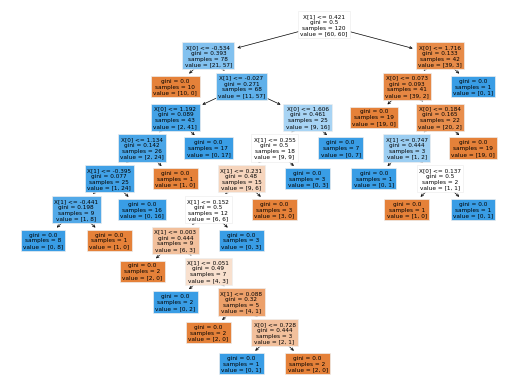 X[1] <= 0.421
gini = 0.5
samples = 120
value = [60, 60]
X[0] <= -0.534
gini = 0.393
samples = 78
value = [21, 57]
X[0] <= 1.716
gini = 0.133
samples = 42
value = [39, 3]
gini = 0.0
samples = 10
value = [10, 0]
X[1] <= -0.027
gini = 0.271
samples = 68
value = [11, 57]
X[0] <= 0.073
gini = 0.093
samples = 41
value = [39, 2]
gini = 0.0
samples = 1
value = [0, 1]
X[0] <= 1.192
gini = 0.089
samples = 43
value = [2, 41]
X[0] <= 1.606
gini = 0.461
samples = 25
value = [9, 16]
gini = 0.0
samples = 19
value = [19, 0]
X[0] <= 0.184
gini = 0.165
samples = 22
value = [20, 2]
X[0] <= 1.134
gini = 0.142
samples = 26
value = [2, 24]
gini = 0.0
samples = 17
value = [0, 17]
X[1] <= 0.255
gini = 0.5
samples = 18
value = [9, 9]
gini = 0.0
samples = 7
value = [0, 7]
X[1] <= 0.747
gini = 0.444
samples = 3
value = [1, 2]
gini = 0.0
samples = 19
value = [19, 0]
X[1] <= -0.395
gini = 0.077
samples = 25
value = [1, 24]
gini = 0.0
samples = 1
value = [1, 0]
X[1] <= 0.231
gini = 0.48
samples = 15
value = [9, 6]
gini = 0.0
samples = 3
value = [0, 3]
gini = 0.0
samples = 1
value = [0, 1]
X[0] <= 0.137
gini = 0.5
samples = 2
value = [1, 1]
X[1] <= -0.441
gini = 0.198
samples = 9
value = [1, 8]
gini = 0.0
samples = 16
value = [0, 16]
X[1] <= 0.152
gini = 0.5
samples = 12
value = [6, 6]
gini = 0.0
samples = 3
value = [3, 0]
gini = 0.0
samples = 1
value = [1, 0]
gini = 0.0
samples = 1
value = [0, 1]
gini = 0.0
samples = 8
value = [0, 8]
gini = 0.0
samples = 1
value = [1, 0]
X[1] <= 0.003
gini = 0.444
samples = 9
value = [6, 3]
gini = 0.0
samples = 3
value = [0, 3]
gini = 0.0
samples = 2
value = [2, 0]
X[1] <= 0.051
gini = 0.49
samples = 7
value = [4, 3]
gini = 0.0
samples = 2
value = [0, 2]
X[1] <= 0.088
gini = 0.32
samples = 5
value = [4, 1]
gini = 0.0
samples = 2
value = [2, 0]
X[0] <= 0.728
gini = 0.444
samples = 3
value = [2, 1]
gini = 0.0
samples = 1
value = [0, 1]
gini = 0.0
samples = 2
value = [2, 0]